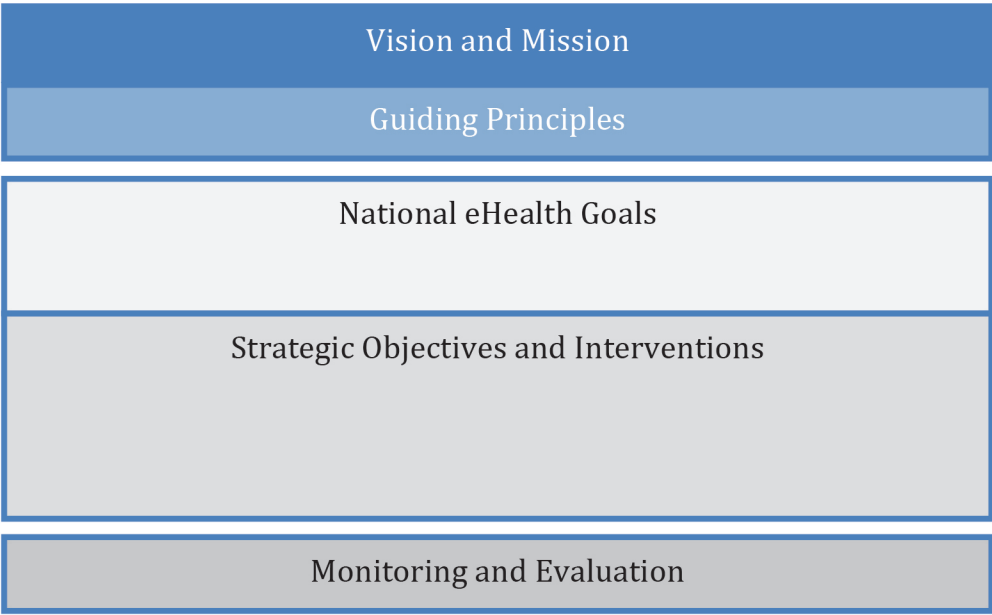 Vision and Mission
Guiding Principles
National eHealth Goals
Strategic Objectives and Interventions
Monitoring and Evaluation